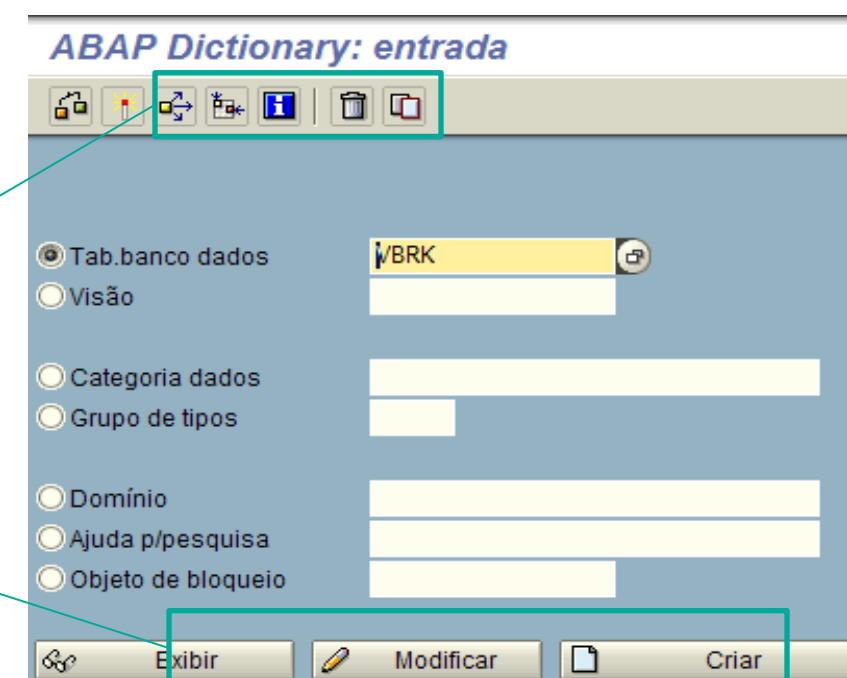 ABAP Dictionary: entrada
Tab.banco dados VBRK
Visão
Categoria dados
Grupo de tipos
Domínio
Ajuda p/pesquisa
Objeto de bloqueio
Exibir Modificar Criar